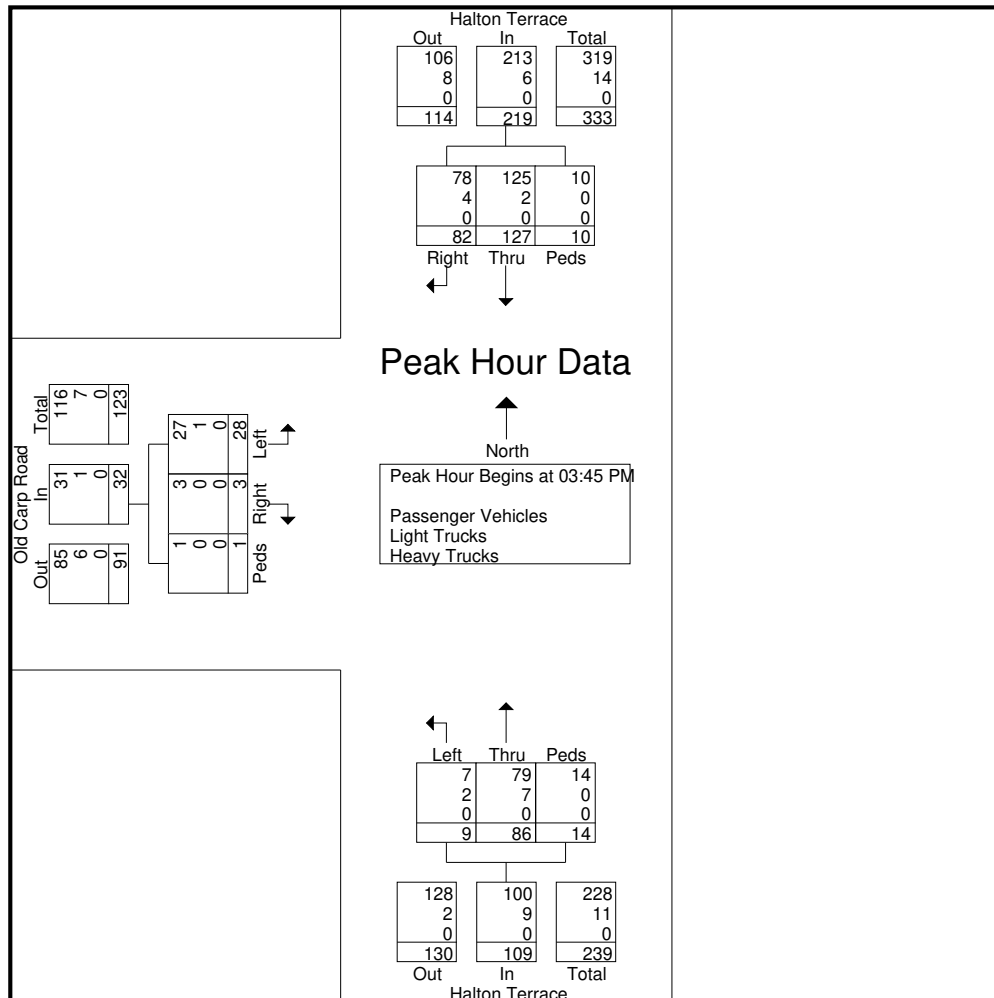 Halton Terrace
Out In Total
106 213 319
8 6 14
0 0 0
114 219 333
78 125 10
4 2 0
0 0 0
82 127 10
Right Thru Peds
Peak Hour Data
North
Peak Hour Begins at 03:45 PM
Passenger Vehicles
Light Trucks
Heavy Trucks
Old Carp Road
Out In Total
85 31 116
6 1 7
0 0 0
91 32 123
1 3 27
0 0 1
0 0 0
1 3 28
Peds Right Left
Left Thru Peds
7 79 14
2 7 0
0 0 0
9 86 14
128 100 228
2 9 11
0 0 0
130 109 239
Out In Total
Halton Terrace